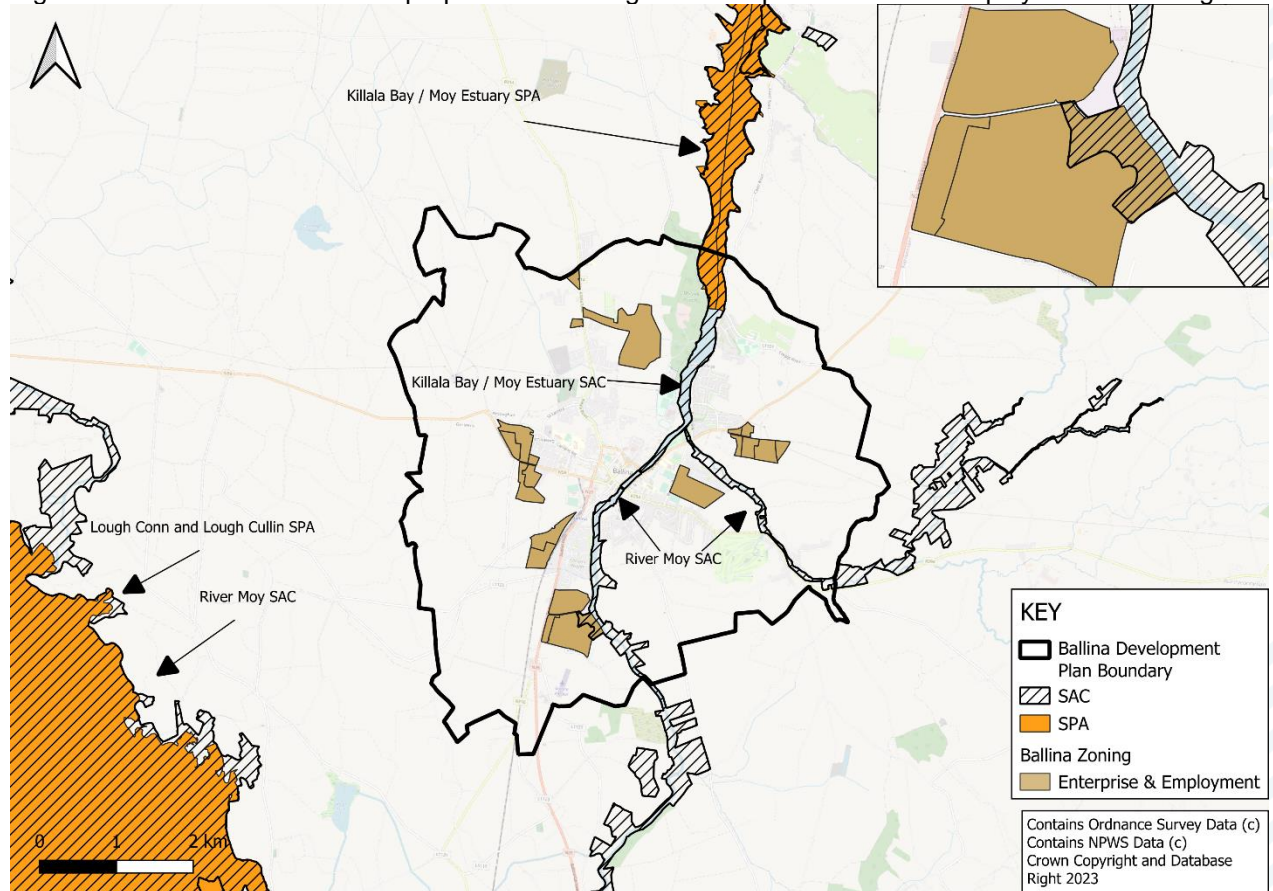 Killala Bay / Moy Estuary SPA
Killala Bay / Moy Estuary SAC
Ballina
Lough Conn and Lough Cullin SPA
River Moy SAC
River Moy SAC
KEY
Ballina Development
Plan Boundary
SAC
SPA
Ballina Zoning
Enterprise & Employment
0 1 2 km
Contains Ordnance Survey Data (c)
Contains NPWS Data (c)
Crown Copyright and Database
Right 2023